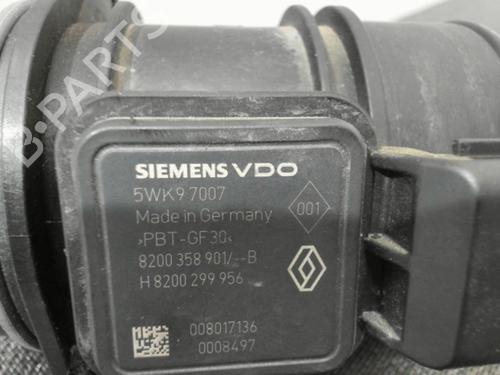 B-PARTS
SIEMENS VDO
5WK9 7007
Made in Germany
001
>PBT-GF30<
8200 358 901/--B
H 8200 299 956
008017136
0008497